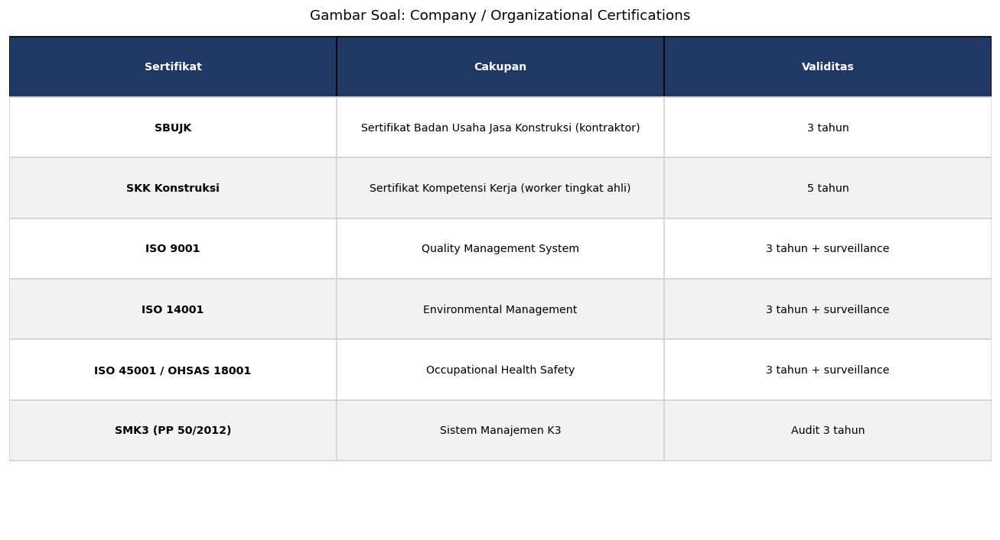 Gambar Soal: Company / Organizational Certifications
Sertifikat Cakupan Validitas
SBUJK Sertifikat Badan Usaha Jasa Konstruksi (kontraktor) 3 tahun
SKK Konstruksi Sertifikat Kompetensi Kerja (worker tingkat ahli) 5 tahun
ISO 9001 Quality Management System 3 tahun + surveillance
ISO 14001 Environmental Management 3 tahun + surveillance
ISO 45001 / OHSAS 18001 Occupational Health Safety 3 tahun + surveillance
SMK3 (PP 50/2012) Sistem Manajemen K3 Audit 3 tahun